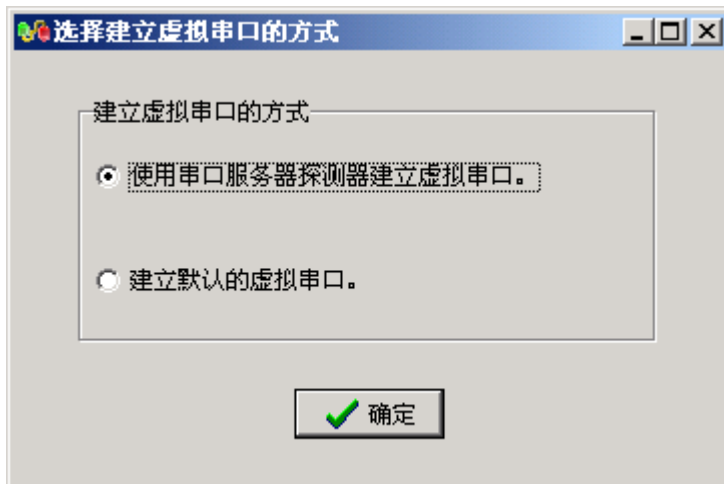 选择建立虚拟串口的方式
建立虚拟串口的方式
使用串口服务器探测器建立虚拟串口。
建立默认的虚拟串口。
确定